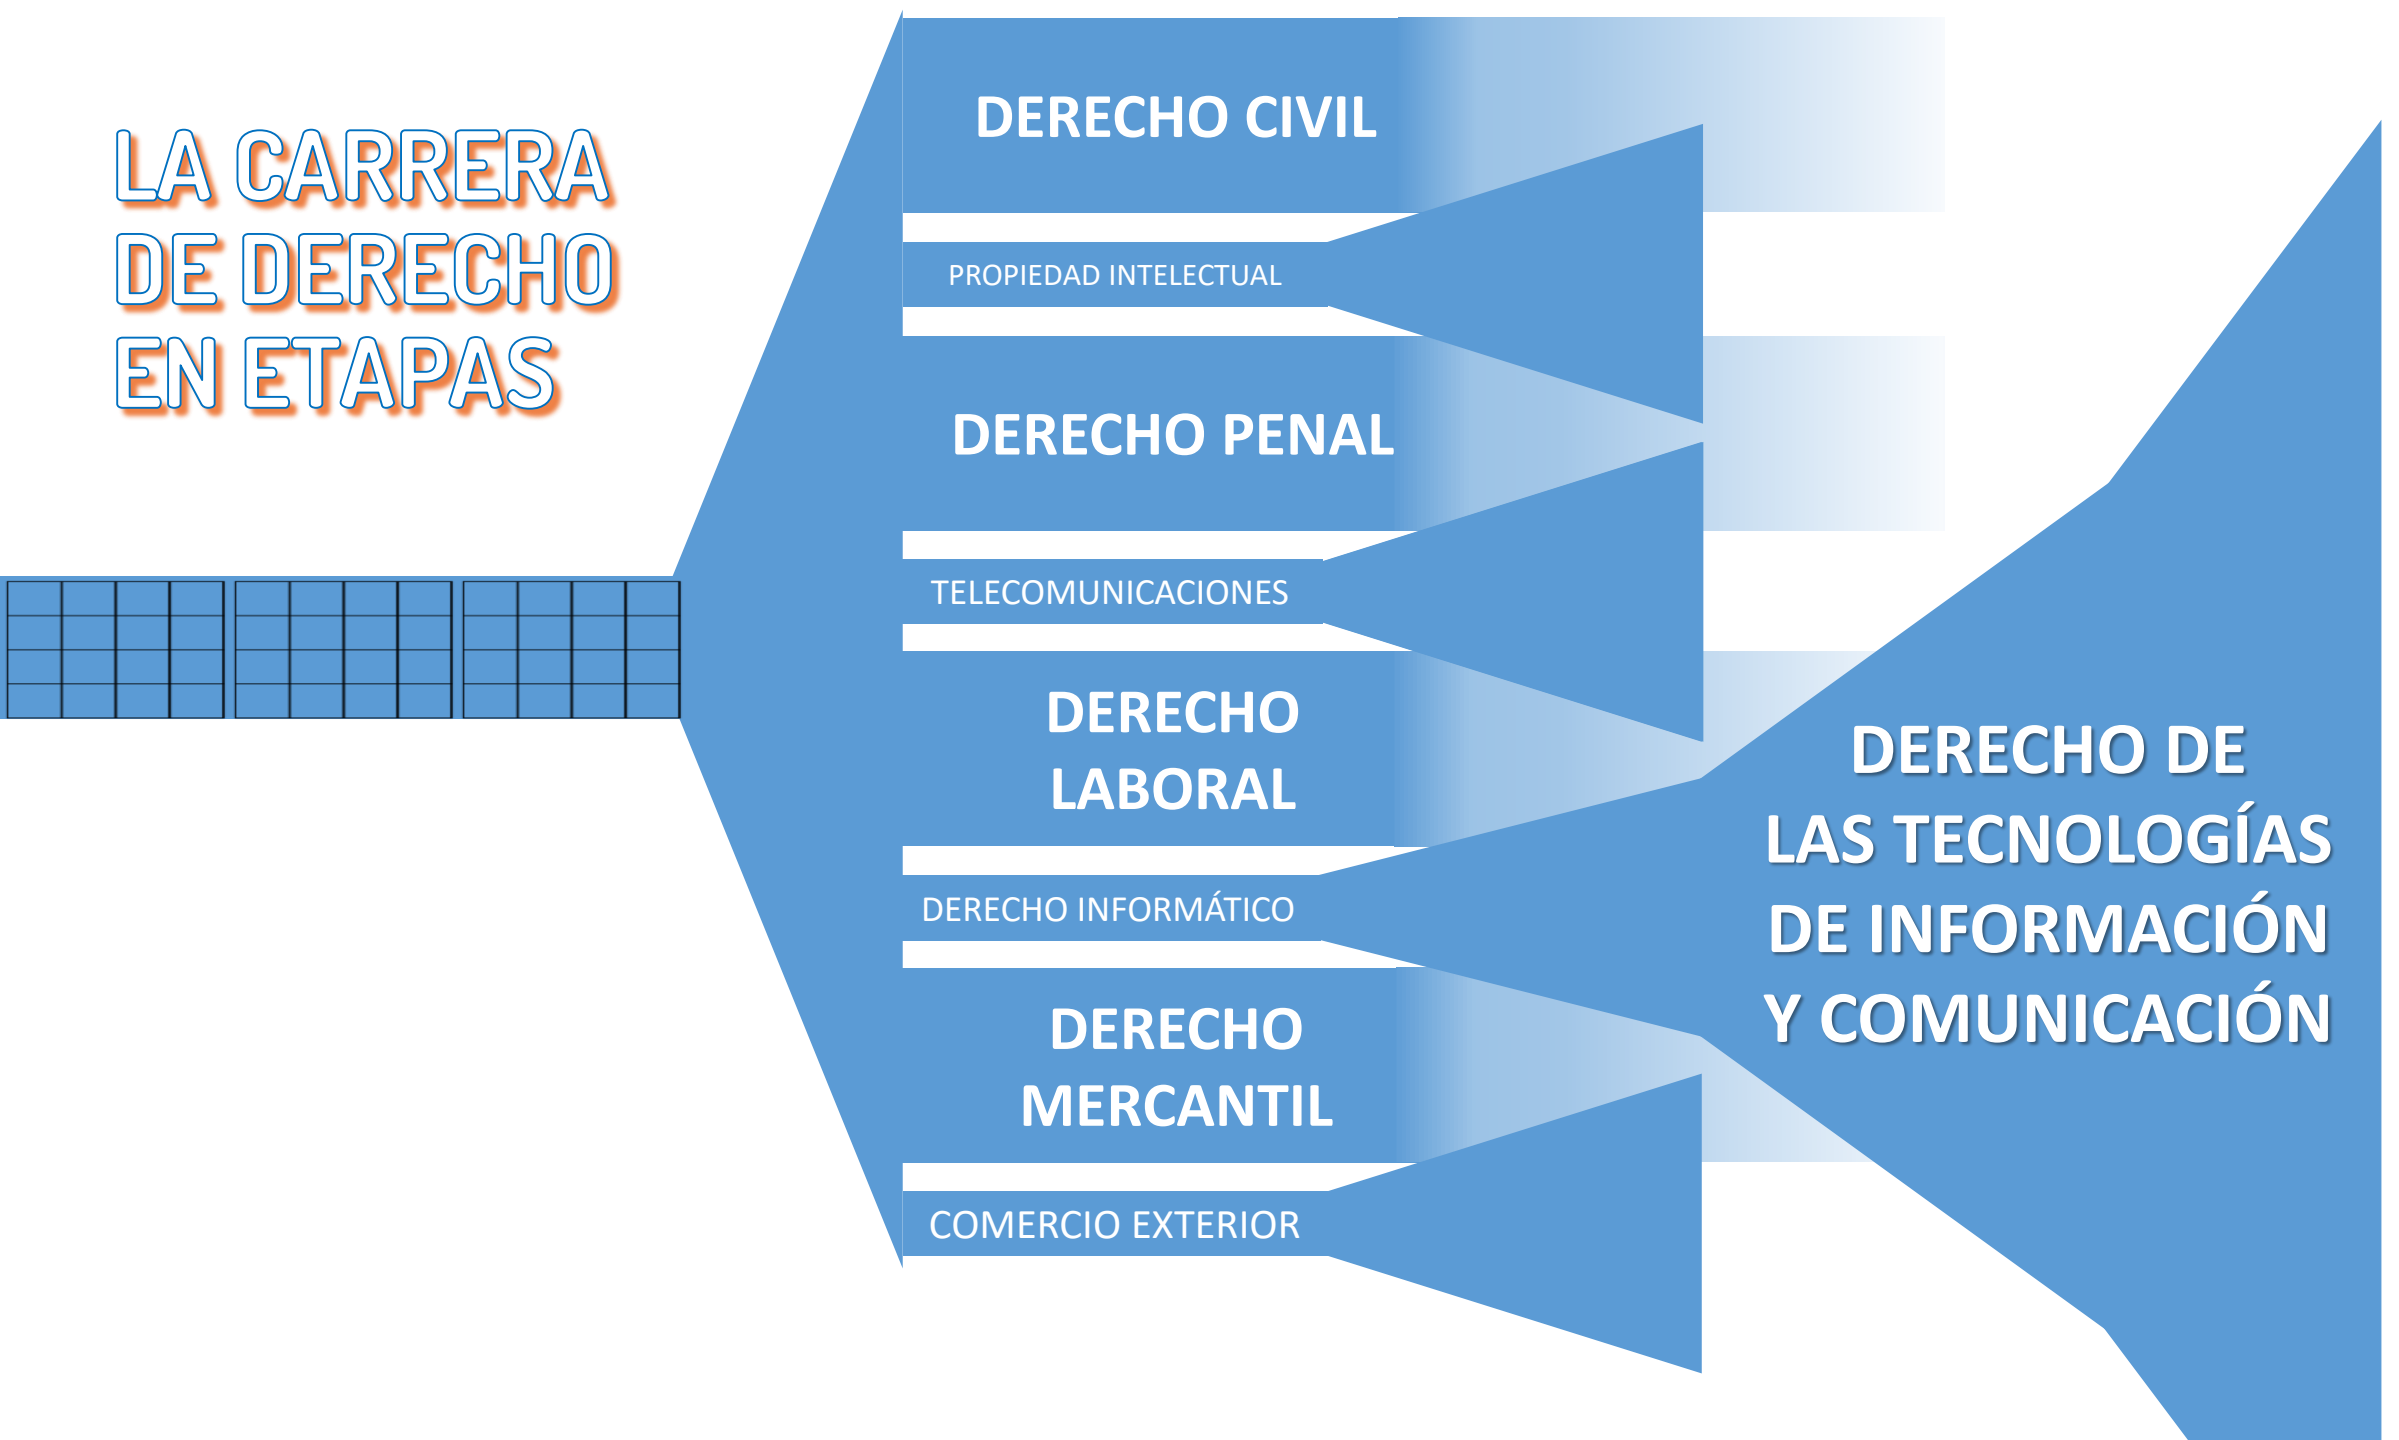 LA CARRERA
DE DERECHO
EN ETAPAS
DERECHO CIVIL
PROPIEDAD INTELECTUAL
DERECHO PENAL
TELECOMUNICACIONES
DERECHO
LABORAL
DERECHO INFORMÁTICO
DERECHO
MERCANTIL
COMERCIO EXTERIOR
DERECHO DE
LAS TECNOLOGÍAS
DE INFORMACIÓN
Y COMUNICACIÓN